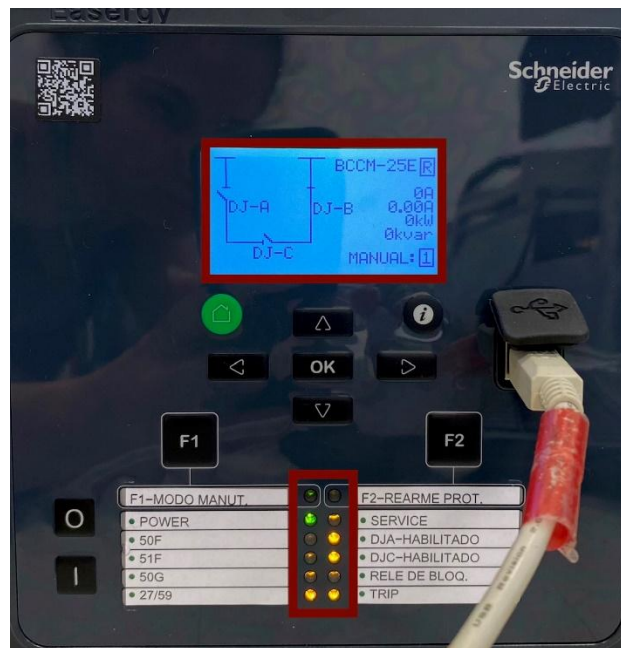 Easergy
Schneider
Electric
BCCM-25E R
0A
DJ-A DJ-B 0.00A
0kW
0kvar
DJ-C
MANUAL: 1
i
OK
F1 F2
F1-MODO MANUT. F2-REARME PROT.
O
POWER SERVICE
50F DJA-HABILITADO
51F DJC-HABILITADO
I
50G RELE DE BLOQ.
27/59 TRIP